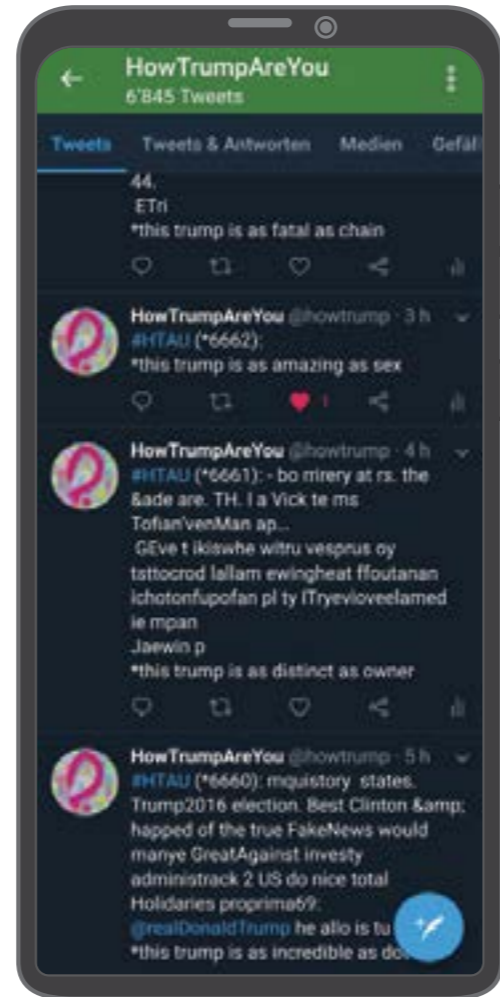 HowTrumpAreYou
6'845 Tweets
Tweets Tweets & Antworten Medien Gefäl
44.
ETri
*this trump is as fatal as chain
HowTrumpAreYou @howtrump · 3 h
#HTAU (*6662):
*this trump is as amazing as sex
1
HowTrumpAreYou @howtrump · 4 h
#HTAU (*6661): - bo mrery at rs. the
&ade are. TH. I a Vick te ms
Tofian'venMan ap...
GEve t ikiswhe witru vesprus oy
tsttocrod lallam ewingheat ffoutanan
Ichotonfupofan pl ty ITryevioveelamed
ie mpan
Jaewin p
*this trump is as distinct as owner
HowTrumpAreYou @howtrump · 5 h
#HTAU (*6660): mquistory states.
Trump2016 election. Best Clinton &amp;
happed of the true FakeNews would
manye GreatAgainst investy
administrack 2 US do nice total
Holidaries proprima69:
@realDonaldTrump he allo is tu
*this trump is as incredible as